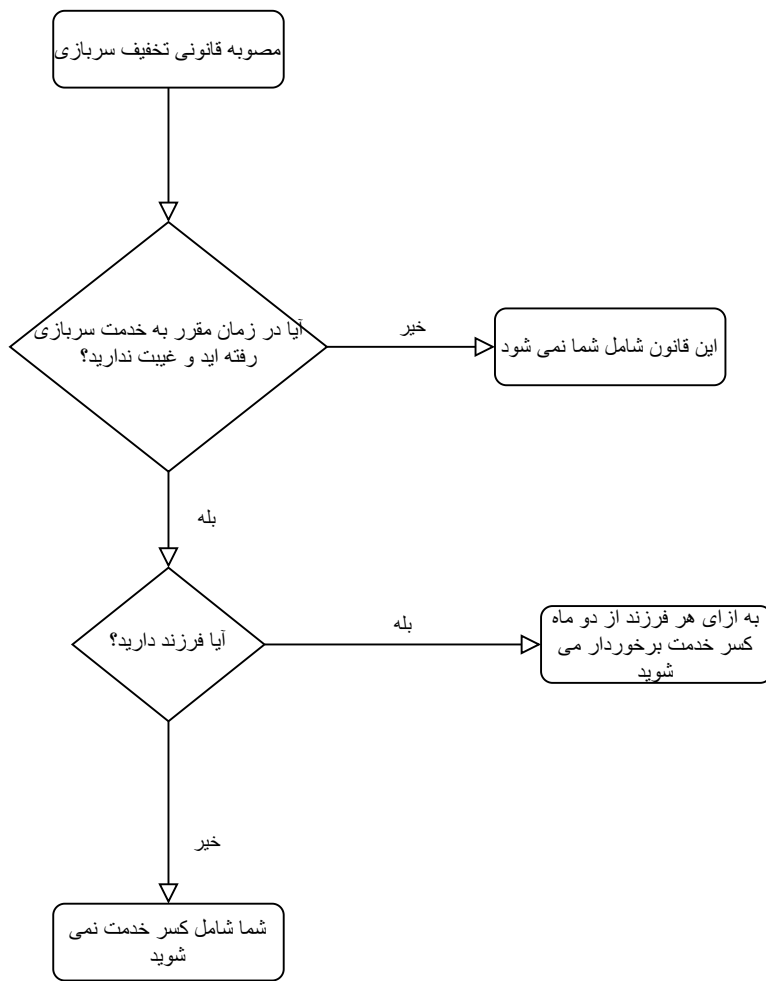 مصوبه قانونی تخفیف سربازی
آیا در زمان مقرر به خدمت سربازی
رفته اید و غیبت ندارید؟
خیر
این قانون شامل شما نمی شود
بله
آیا فرزند دارید؟
بله
به ازای هر فرزند از دو ماه
کسر خدمت برخوردار می
شوید
خیر
شما شامل کسر خدمت نمی
شوید